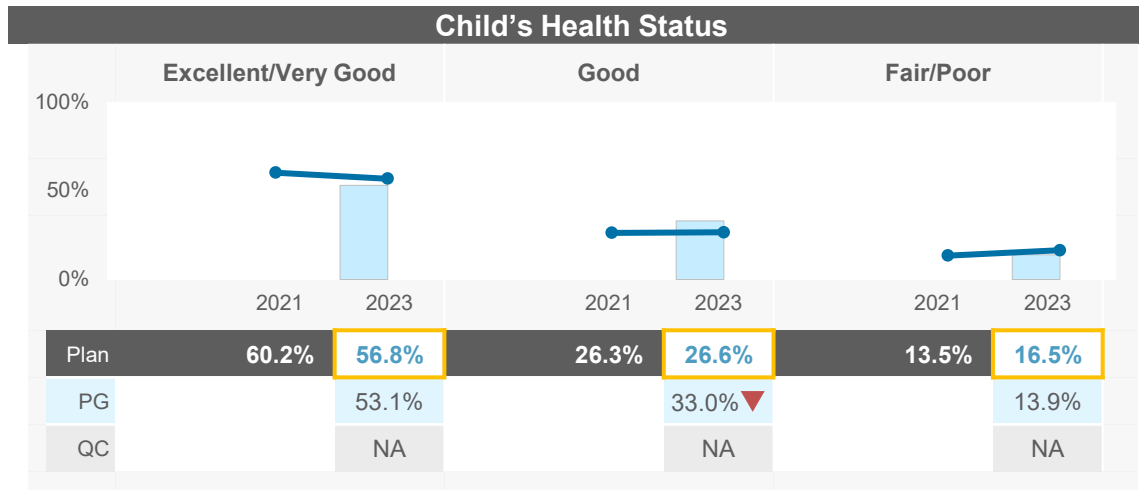 Child’s Health Status
Excellent/Very Good Good Fair/Poor
100%
50%
0%
2021 2023 2021 2023 2021 2023
Plan 60.2% 56.8% 26.3% 26.6% 13.5% 16.5%
PG 53.1% 33.0% 13.9%
QC NA NA NA